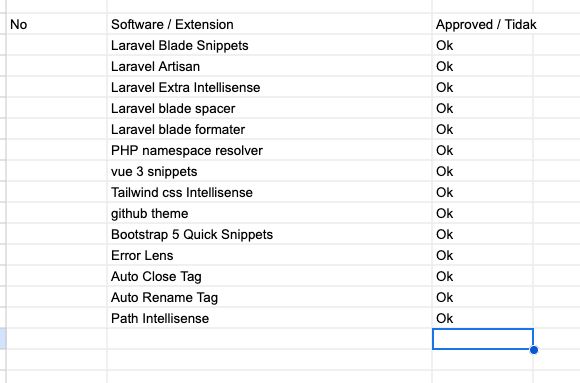 No Software / Extension Approved / Tidak
Laravel Blade Snippets Ok
Laravel Artisan Ok
Laravel Extra Intellisense Ok
Laravel blade spacer Ok
Laravel blade formater Ok
PHP namespace resolver Ok
vue 3 snippets Ok
Tailwind css Intellisense Ok
github theme Ok
Bootstrap 5 Quick Snippets Ok
Error Lens Ok
Auto Close Tag Ok
Auto Rename Tag Ok
Path Intellisense Ok